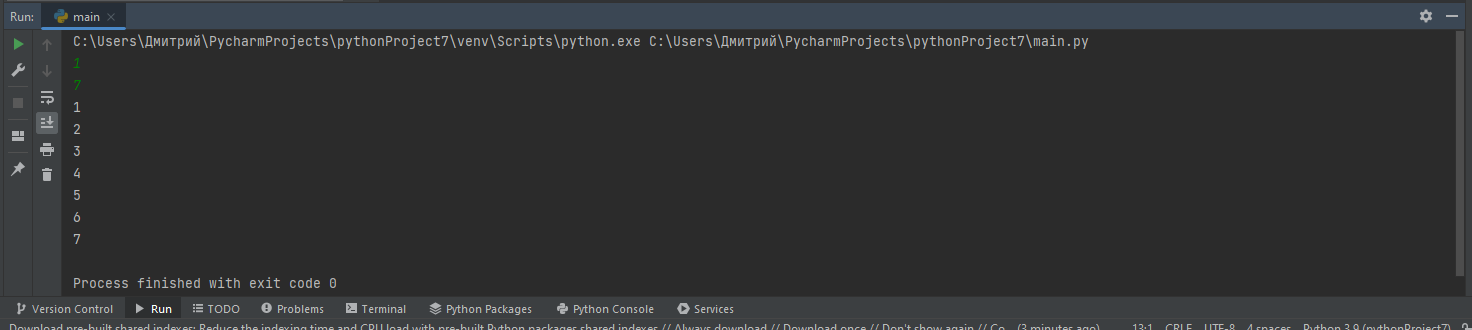 Run: main
C:\Users\Дмитрий\PycharmProjects\pythonProject7\venv\Scripts\python.exe C:\Users\Дмитрий\PycharmProjects\pythonProject7\main.py
1
7
1
2
3
4
5
6
7
Process finished with exit code 0
Version Control Run TODO Problems Terminal Python Packages Python Console Services
Download pre-built shared indexes: Reduce the indexing time and CPU load with pre-built Python packages shared indexes // Always download // Download once // Don't show again // Co... (3 minutes ago) 13:1 CRLF UTF-8 4 spaces Python 3.9 (pythonProject7)